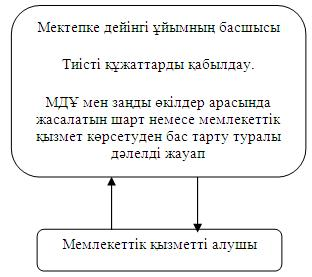 Мектепке дейінгі ұйымның басшысы
Тиісті құжаттарды қабылдау.
МДҰ мен заңды өкілдер арасында
жасалатын шарт немесе мемлекеттік
қызмет көрсетуден бас тарту туралы
дәлелді жауап
Мемлекеттік қызметті алушы